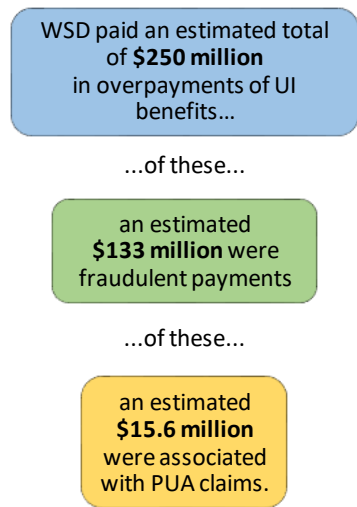 WSD paid an estimated total
of $250 million
in overpayments of UI
benefits…
...of these...
an estimated
$133 million were
fraudulent payments
...of these...
an estimated
$15.6 million
were associated
with PUA claims.